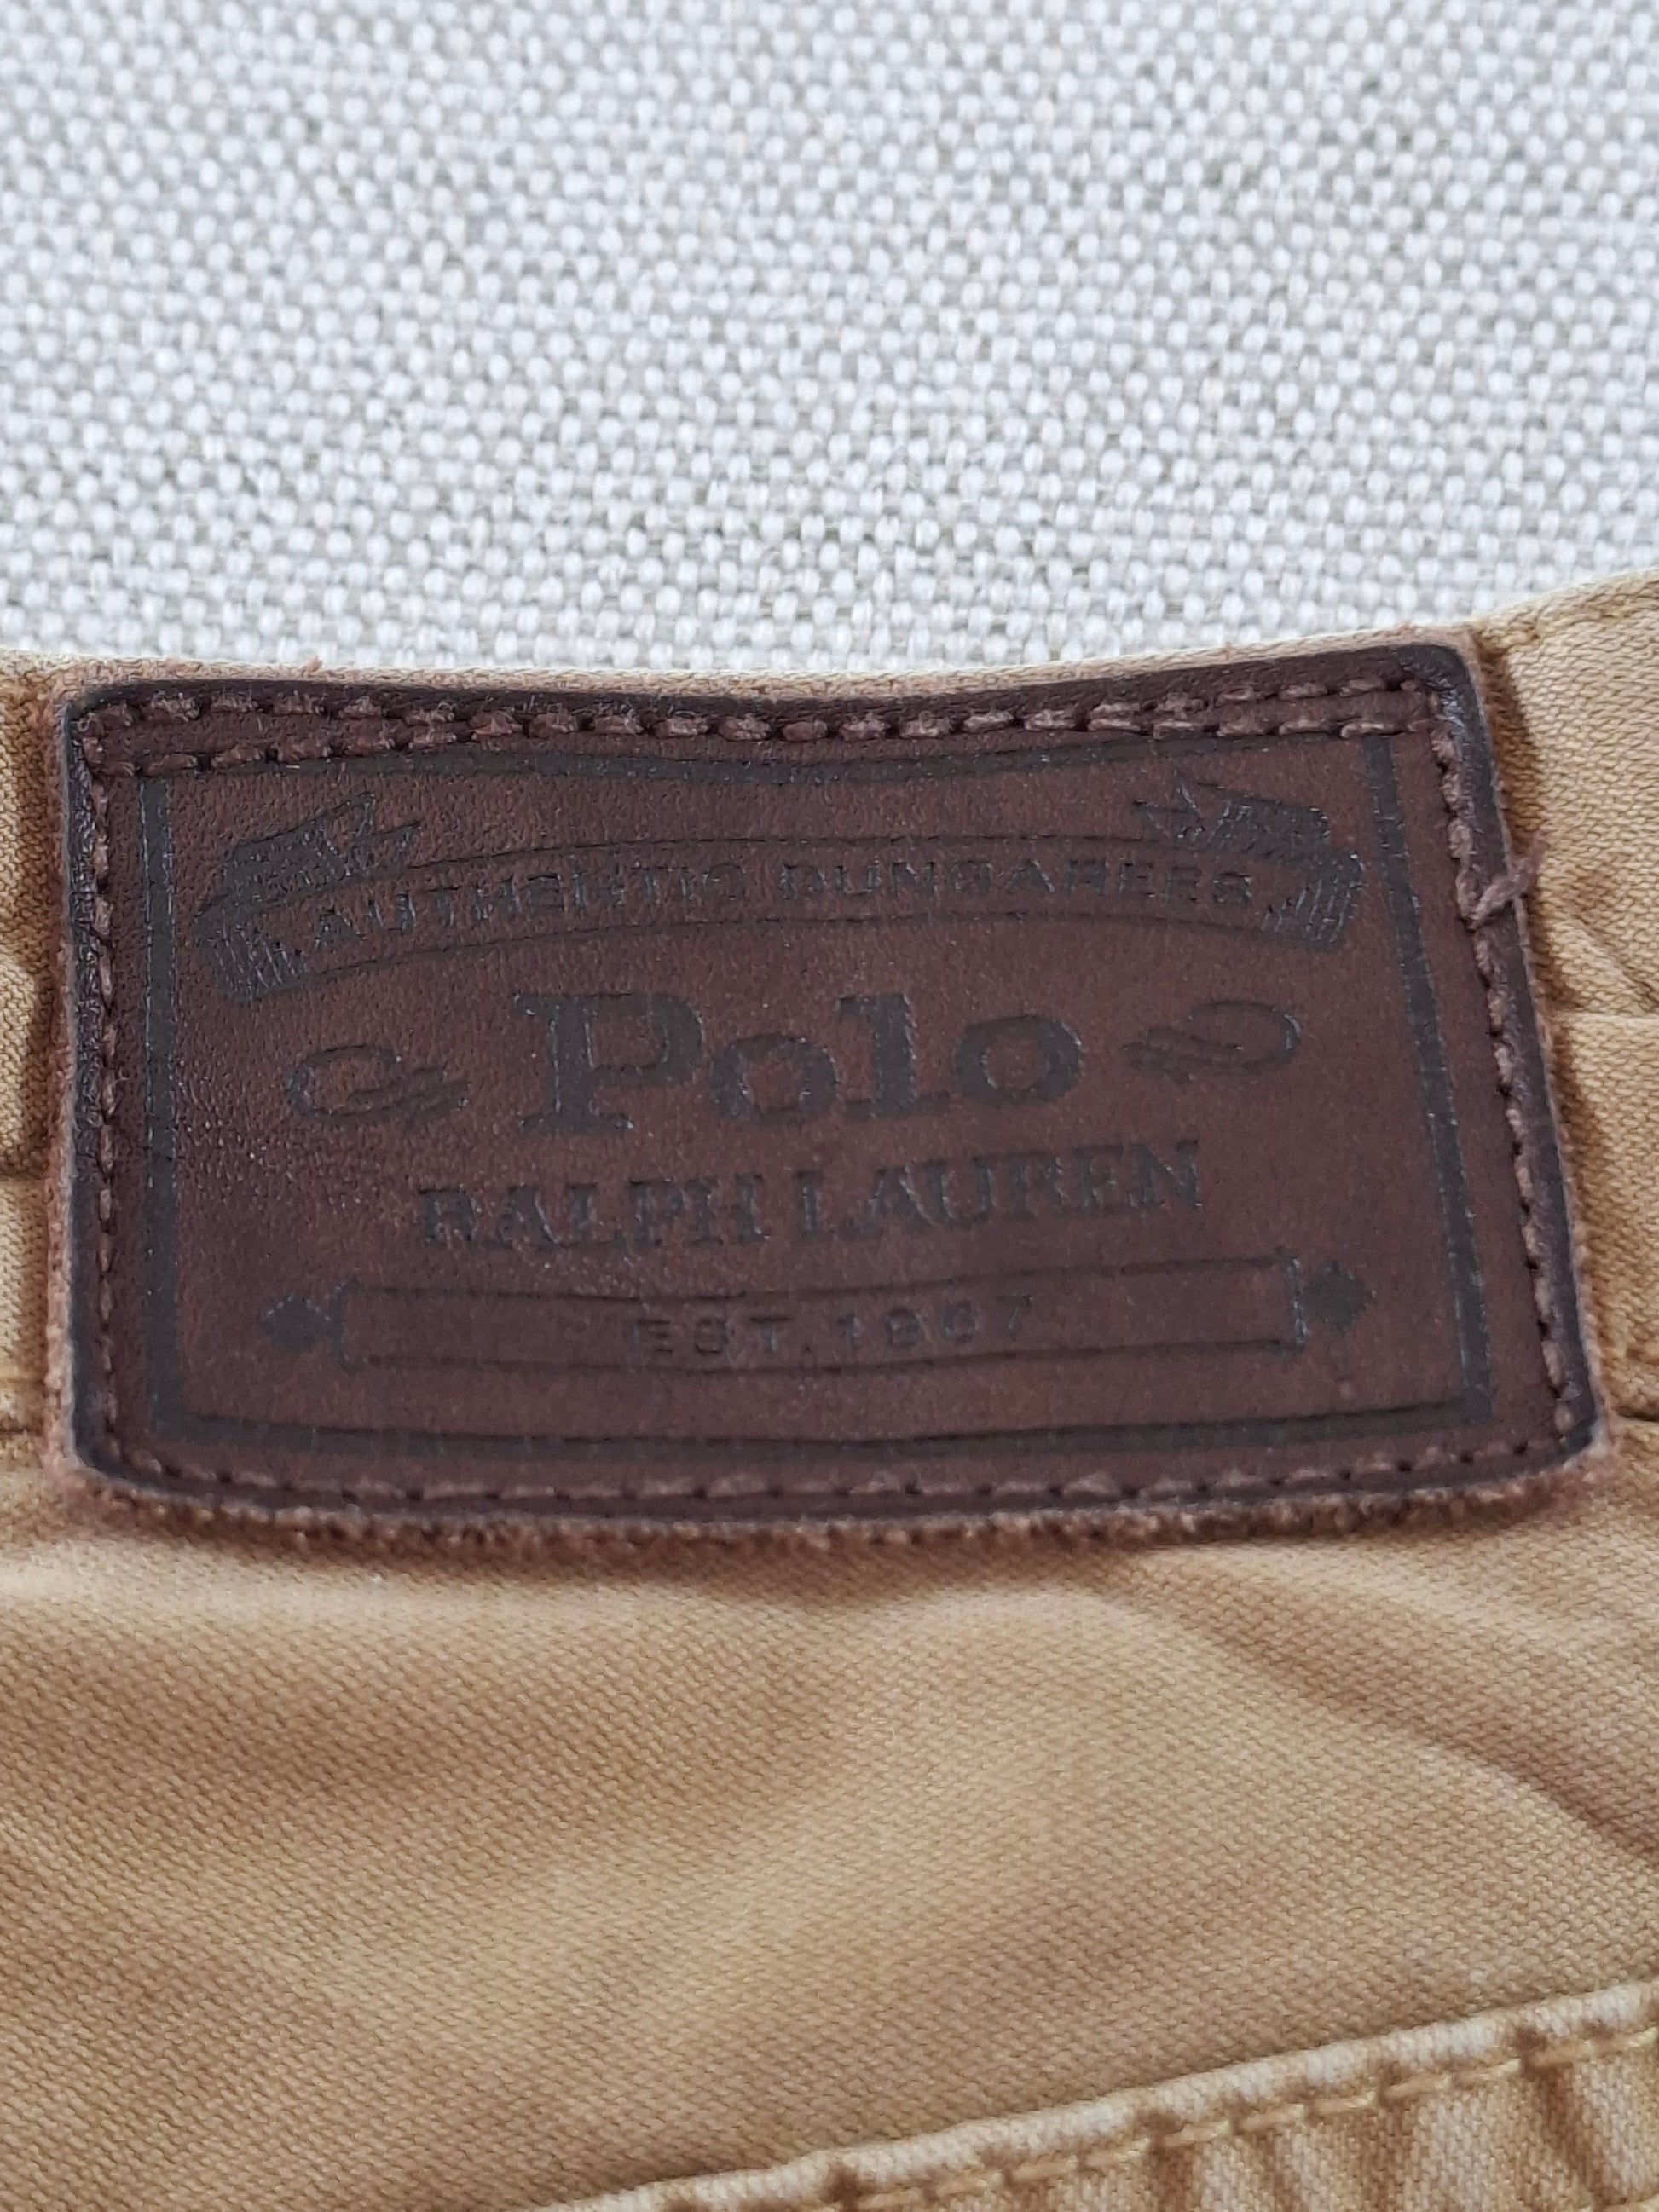 AUTHENTIC DUNGAREES
Polo
RALPH LAUREN
EST. 1967